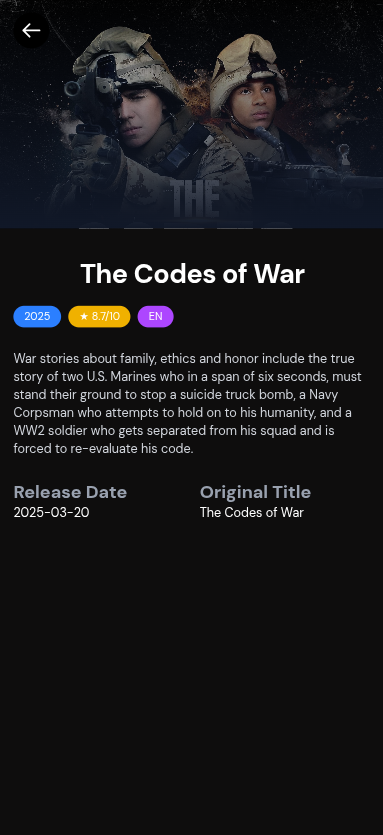 THE
The Codes of War
2025
★ 8.7/10
EN
War stories about family, ethics and honor include the true
story of two U.S. Marines who in a span of six seconds, must
stand their ground to stop a suicide truck bomb, a Navy
Corpsman who attempts to hold on to his humanity, and a
WW2 soldier who gets separated from his squad and is
forced to re-evaluate his code.
Release Date
Original Title
2025-03-20
The Codes of War